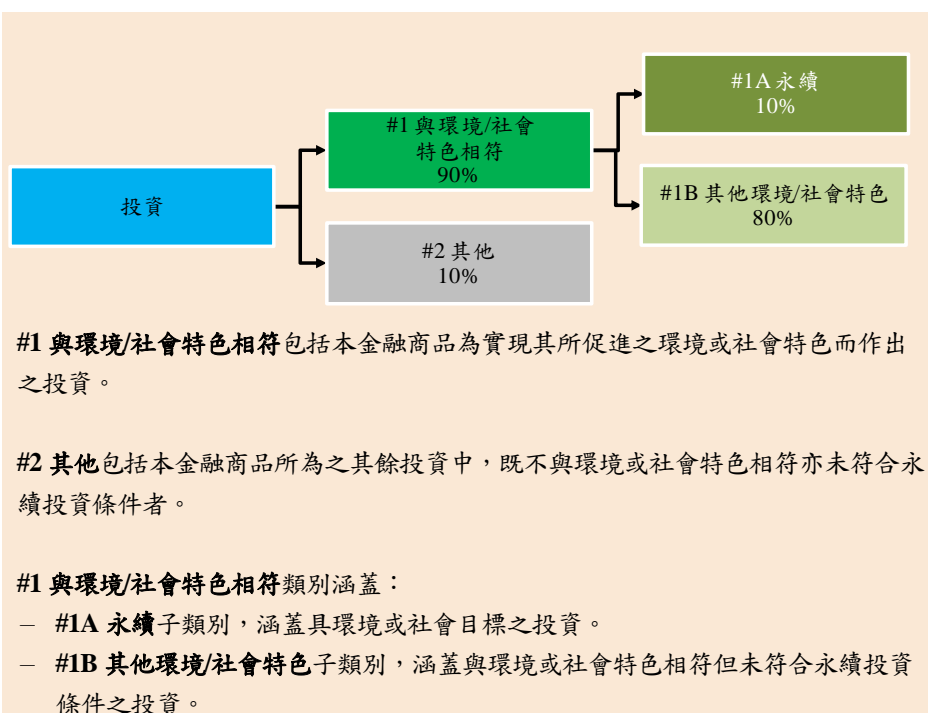 投資
#1 與環境/社會
特色相符
90%
#2 其他
10%
#1A 永續
10%
#1B 其他環境/社會特色
80%
#1 與環境/社會特色相符包括本金融商品為實現其所促進之環境或社會特色而作出
之投資。
#2 其他包括本金融商品所為之其餘投資中，既不與環境或社會特色相符亦未符合永
續投資條件者。
#1 與環境/社會特色相符類別涵蓋：
– #1A 永續子類別，涵蓋具環境或社會目標之投資。
– #1B 其他環境/社會特色子類別，涵蓋與環境或社會特色相符但未符合永續投資
條件之投資。